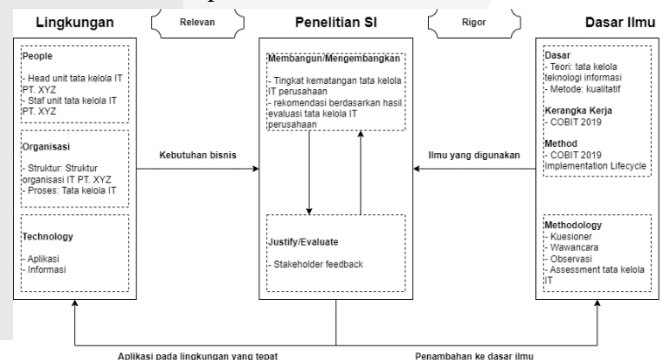 Lingkungan
Relevan
Penelitian SI
Rigor
Dasar Ilmu
People
- Head unit tata kelola IT
PT. XYZ
- Staf unit tata kelola IT
PT. XYZ
Organisasi
- Struktur: Struktur
organisasi IT PT. XYZ
- Proses: Tata kelola IT
Technology
- Aplikasi
- Informasi
Kebutuhan bisnis
Membangun/Mengembangkan
- Tingkat kematangan tata kelola
IT perusahaan
- rekomendasi berdasarkan hasil
evaluasi tata kelola IT
perusahaan
Justify/Evaluate
- Stakeholder feedback
Ilmu yang digunakan
Dasar
- Teori: tata kelola
teknologi informasi
- Metode: kualitatif
Kerangka Kerja
- COBIT 2019
Method
- COBIT 2019
Implementation Lifecycle
Methodology
- Kuesioner
- Wawancara
- Observasi
- Assessment tata kelola
IT
Aplikasi pada lingkungan yang tepat
Penambahan ke dasar ilmu